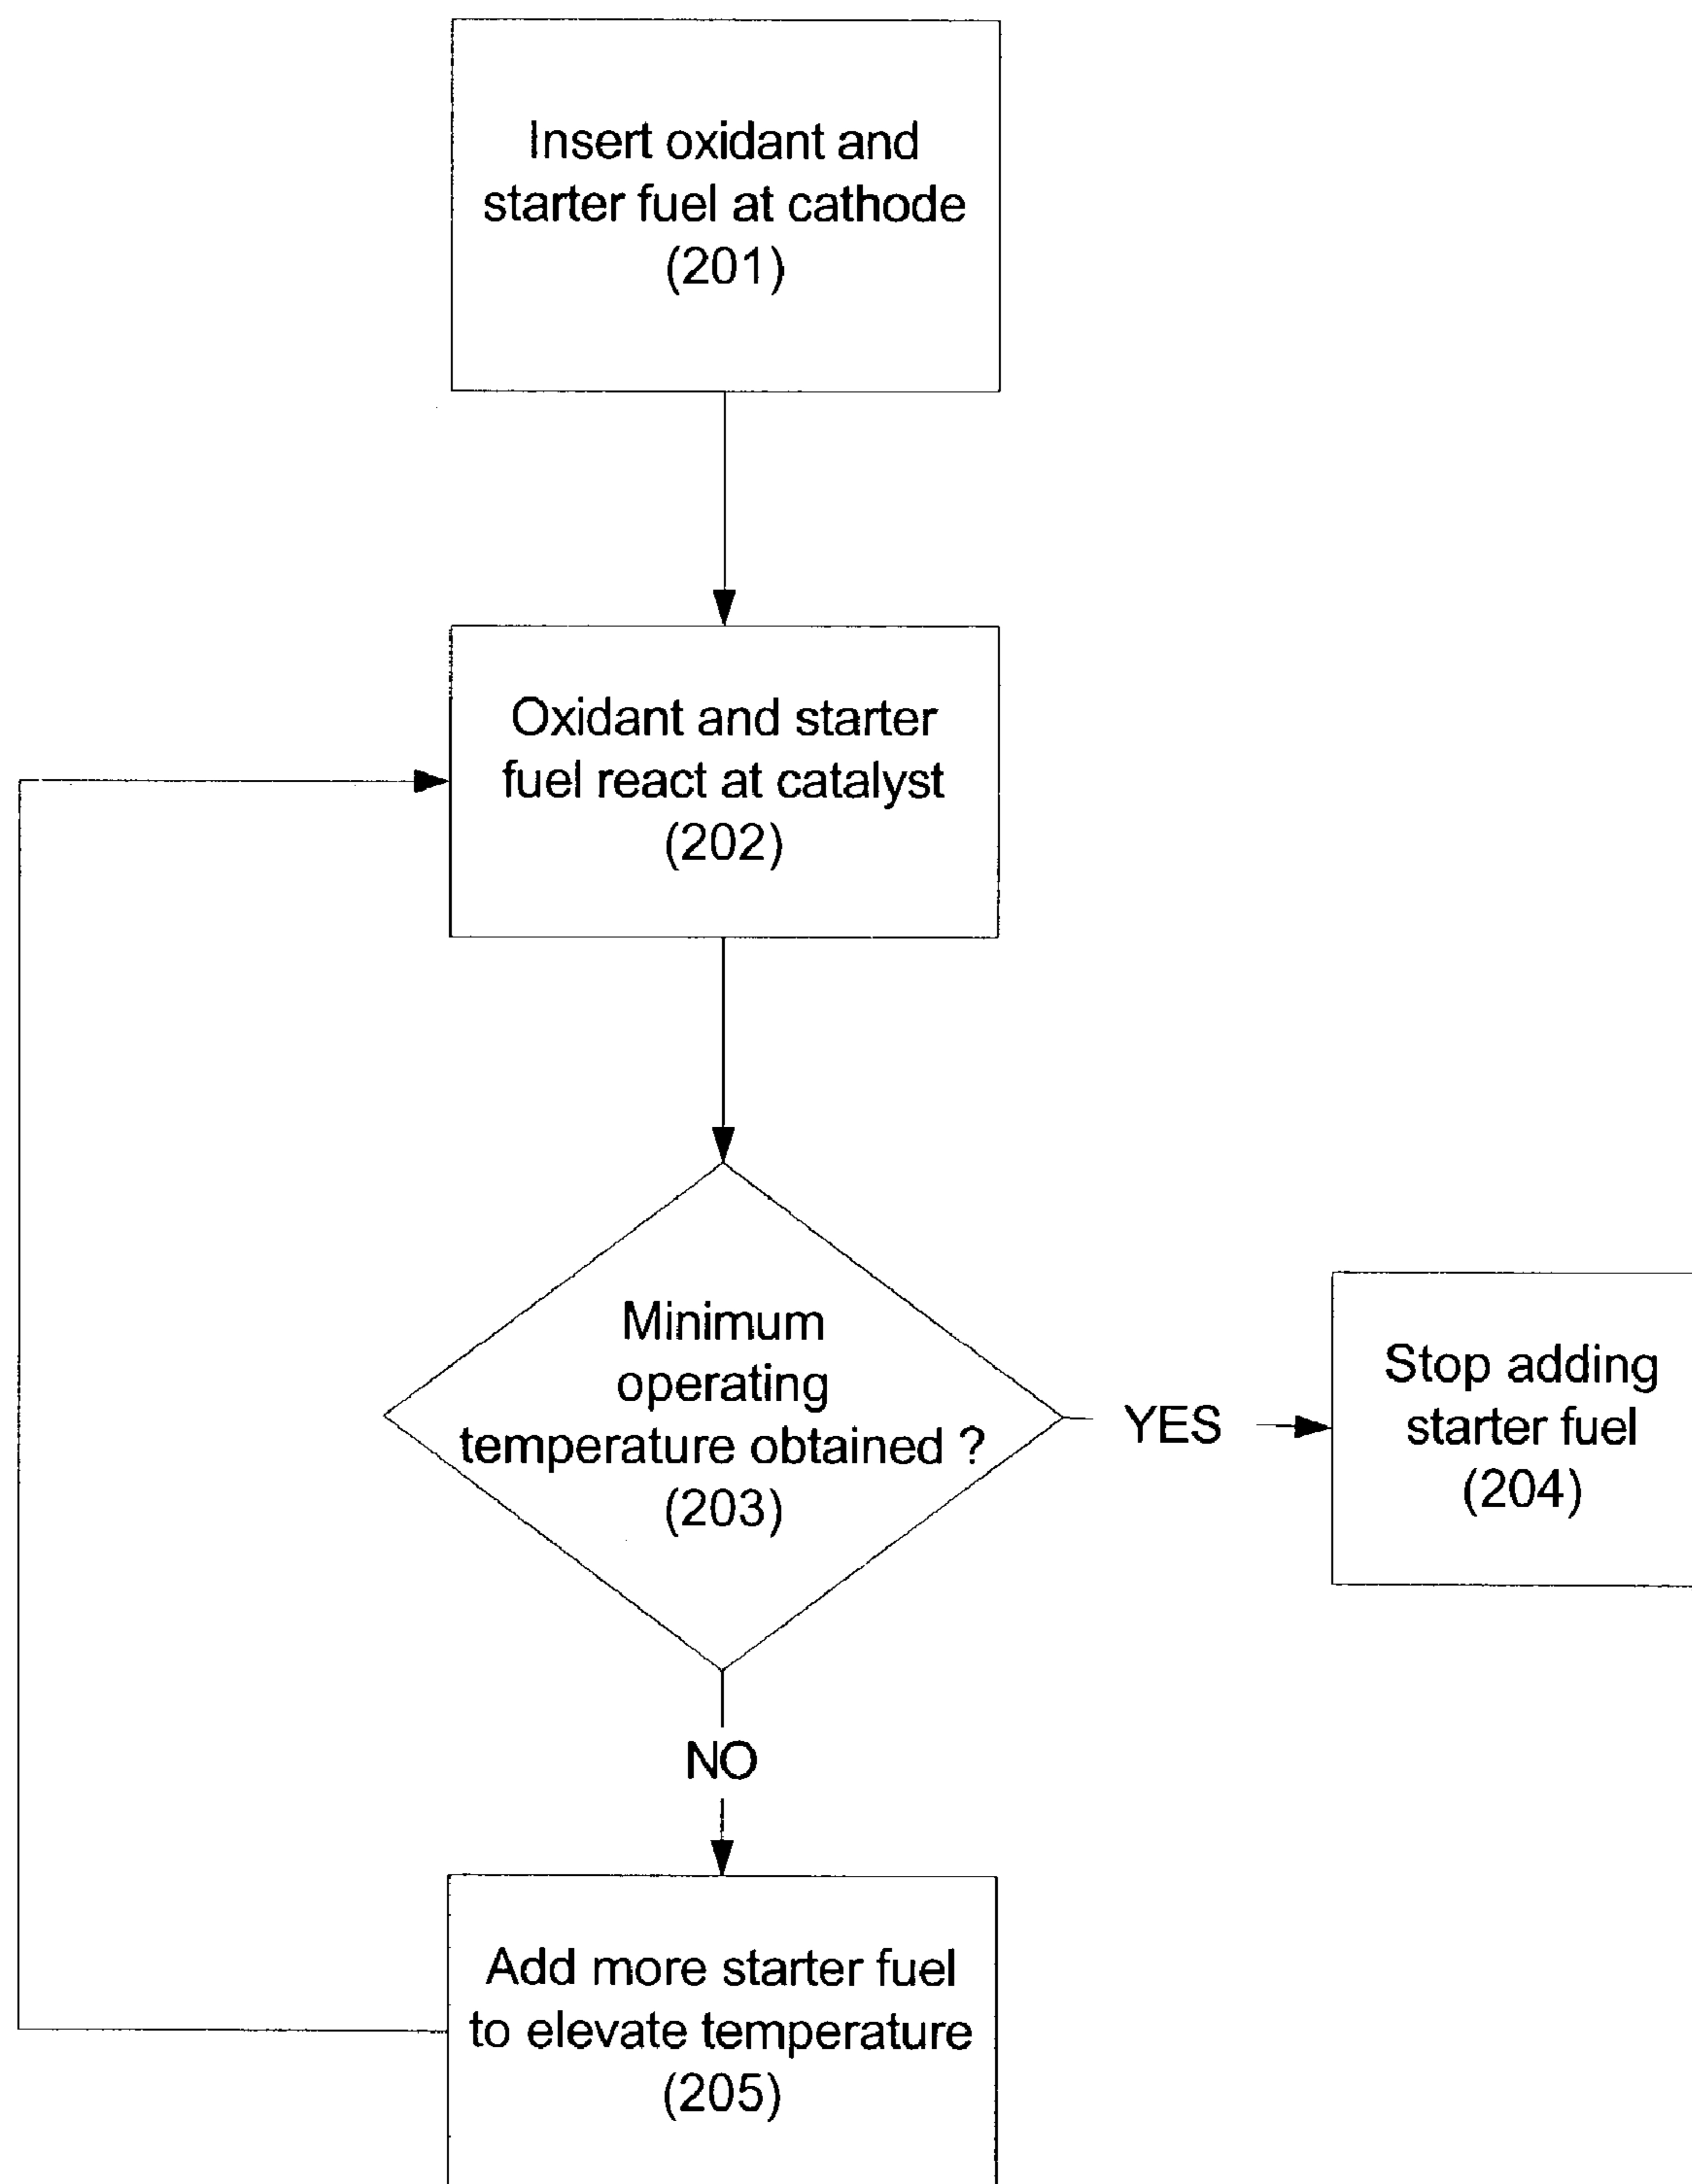 Insert oxidant and
starter fuel at cathode
(201)
Oxidant and starter
fuel react at catalyst
(202)
Minimum
operating
temperature obtained ?
(203)
YES
Stop adding
starter fuel
(204)
NO
Add more starter fuel
to elevate temperature
(205)